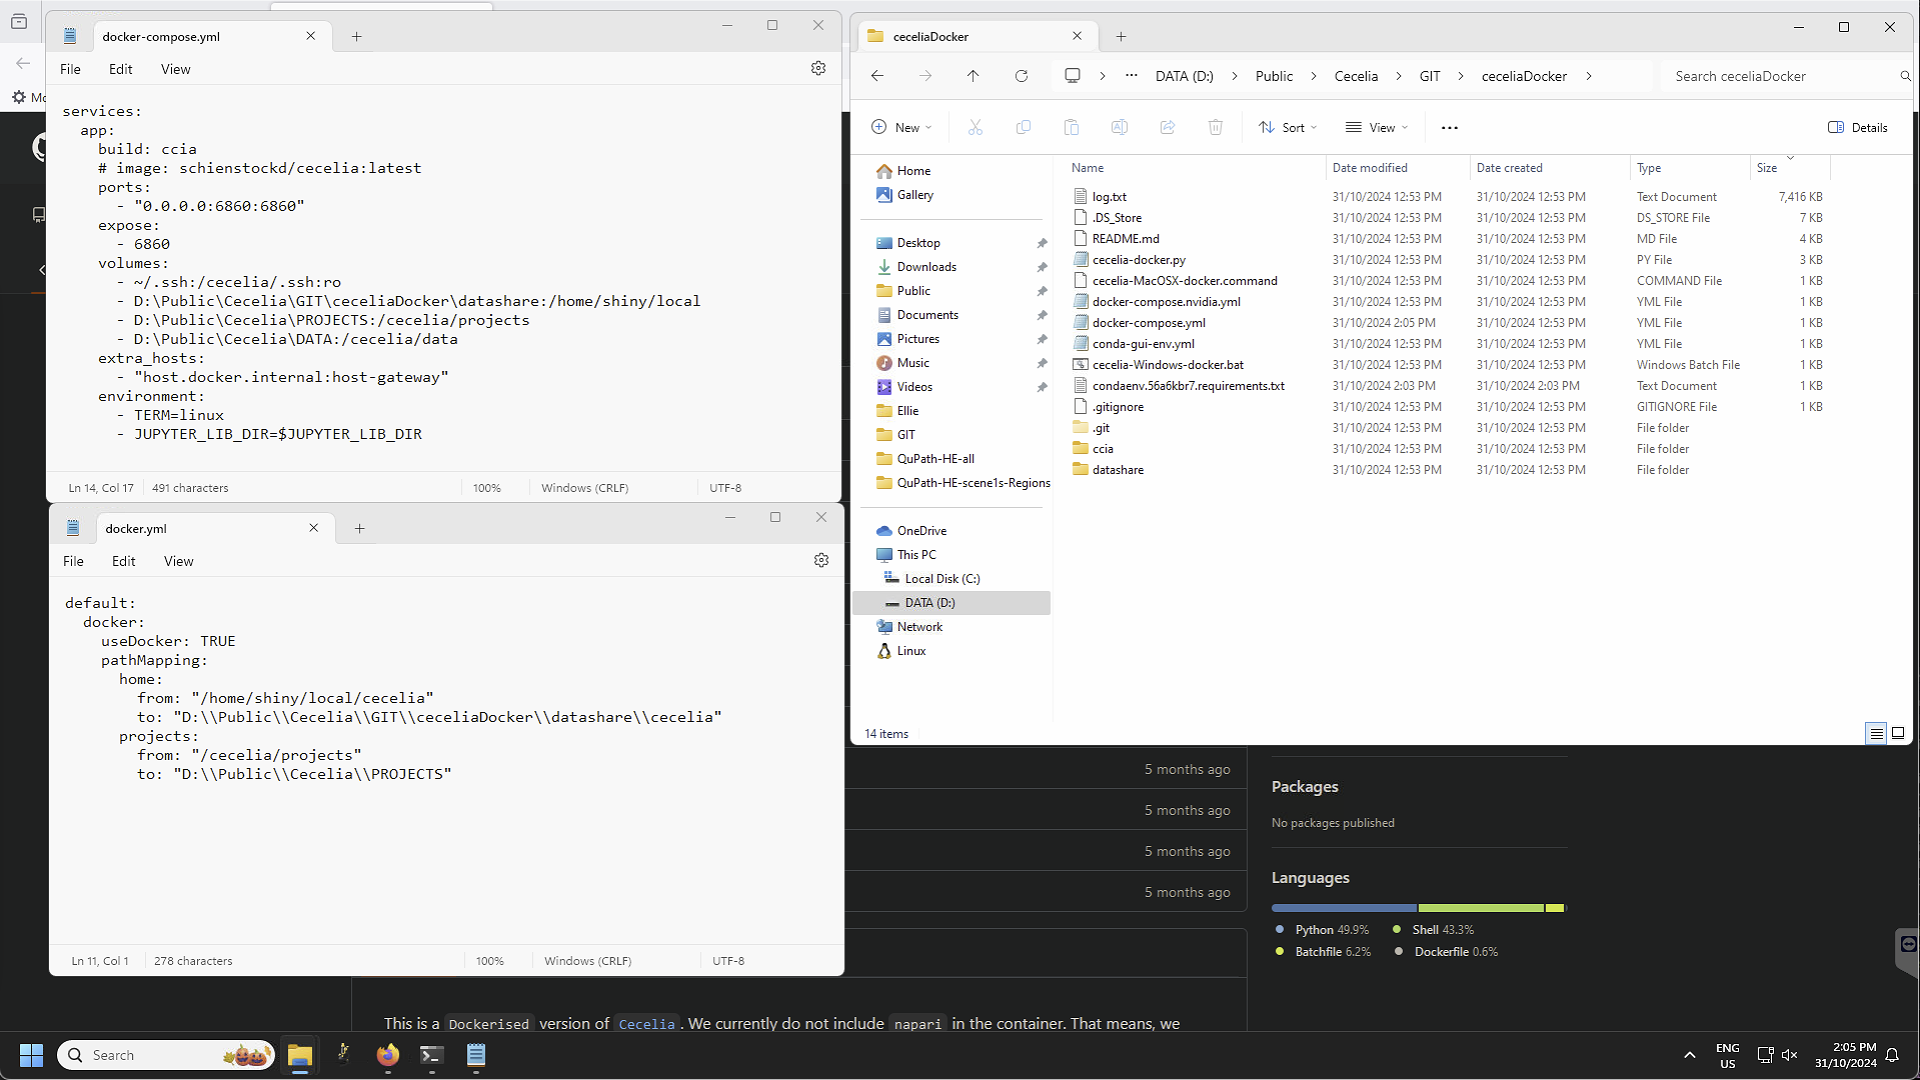 docker-compose.yml
File Edit View
Mo
services:
app:
build: ccia
# image: schienstockd/cecelia:latest
ports:
- "0.0.0.0:6860:6860"
expose:
- 6860
volumes:
- ~/.ssh:/cecelia/.ssh:ro
- D:\Public\Cecelia\GIT\ceceliaDocker\datashare:/home/shiny/local
- D:\Public\Cecelia\PROJECTS:/cecelia/projects
- D:\Public\Cecelia\DATA:/cecelia/data
extra_hosts:
- "host.docker.internal:host-gateway"
environment:
- TERM=linux
- JUPYTER_LIB_DIR=$JUPYTER_LIB_DIR
Ln 14, Col 17 491 characters 100% Windows (CRLF) UTF-8
docker.yml
File Edit View
default:
docker:
useDocker: TRUE
pathMapping:
home:
from: "/home/shiny/local/cecelia"
to: "D:\\Public\\Cecelia\\GIT\\ceceliaDocker\\datashare\\cecelia"
projects:
from: "/cecelia/projects"
to: "D:\\Public\\Cecelia\\PROJECTS"
Ln 11, Col 1 278 characters 100% Windows (CRLF) UTF-8
ceceliaDocker
DATA (D:) Public Cecelia GIT ceceliaDocker Search ceceliaDocker
New Sort View Details
Home
Gallery
Desktop
Downloads
Public
Documents
Pictures
Music
Videos
Ellie
GIT
QuPath-HE-all
QuPath-HE-scene1s-Regions
OneDrive
This PC
Local Disk (C:)
DATA (D:)
Network
Linux
Name Date modified Date created Type Size
log.txt 31/10/2024 12:53 PM 31/10/2024 12:53 PM Text Document 7,416 KB
.DS_Store 31/10/2024 12:53 PM 31/10/2024 12:53 PM DS_STORE File 7 KB
README.md 31/10/2024 12:53 PM 31/10/2024 12:53 PM MD File 4 KB
cecelia-docker.py 31/10/2024 12:53 PM 31/10/2024 12:53 PM PY File 3 KB
cecelia-MacOSX-docker.command 31/10/2024 12:53 PM 31/10/2024 12:53 PM COMMAND File 1 KB
docker-compose.nvidia.yml 31/10/2024 12:53 PM 31/10/2024 12:53 PM YML File 1 KB
docker-compose.yml 31/10/2024 2:05 PM 31/10/2024 12:53 PM YML File 1 KB
conda-gui-env.yml 31/10/2024 12:53 PM 31/10/2024 12:53 PM YML File 1 KB
cecelia-Windows-docker.bat 31/10/2024 12:53 PM 31/10/2024 12:53 PM Windows Batch File 1 KB
condaenv.56a6kbr7.requirements.txt 31/10/2024 2:03 PM 31/10/2024 2:03 PM Text Document 1 KB
.gitignore 31/10/2024 12:53 PM 31/10/2024 12:53 PM GITIGNORE File 1 KB
.git 31/10/2024 12:53 PM 31/10/2024 12:53 PM File folder
ccia 31/10/2024 12:53 PM 31/10/2024 12:53 PM File folder
datashare 31/10/2024 12:53 PM 31/10/2024 12:53 PM File folder
14 items
5 months ago
5 months ago
5 months ago
5 months ago
Packages
No packages published
Languages
Python 49.9% Shell 43.3%
Batchfile 6.2% Dockerfile 0.6%
This is a Dockerised version of Cecelia. We currently do not include napari in the container. That means, we
Search
ENG
US
2:05 PM
31/10/2024